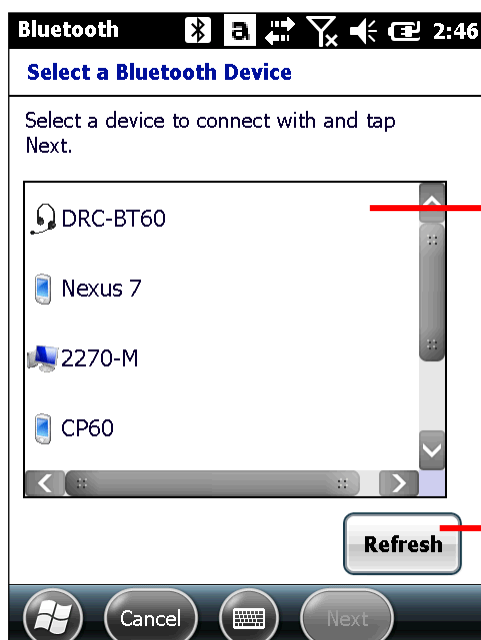 Bluetooth a 2:46
Select a Bluetooth Device
Select a device to connect with and tap
Next.
DRC-BT60
Nexus 7
2270-M
CP60
Refresh
Cancel Next